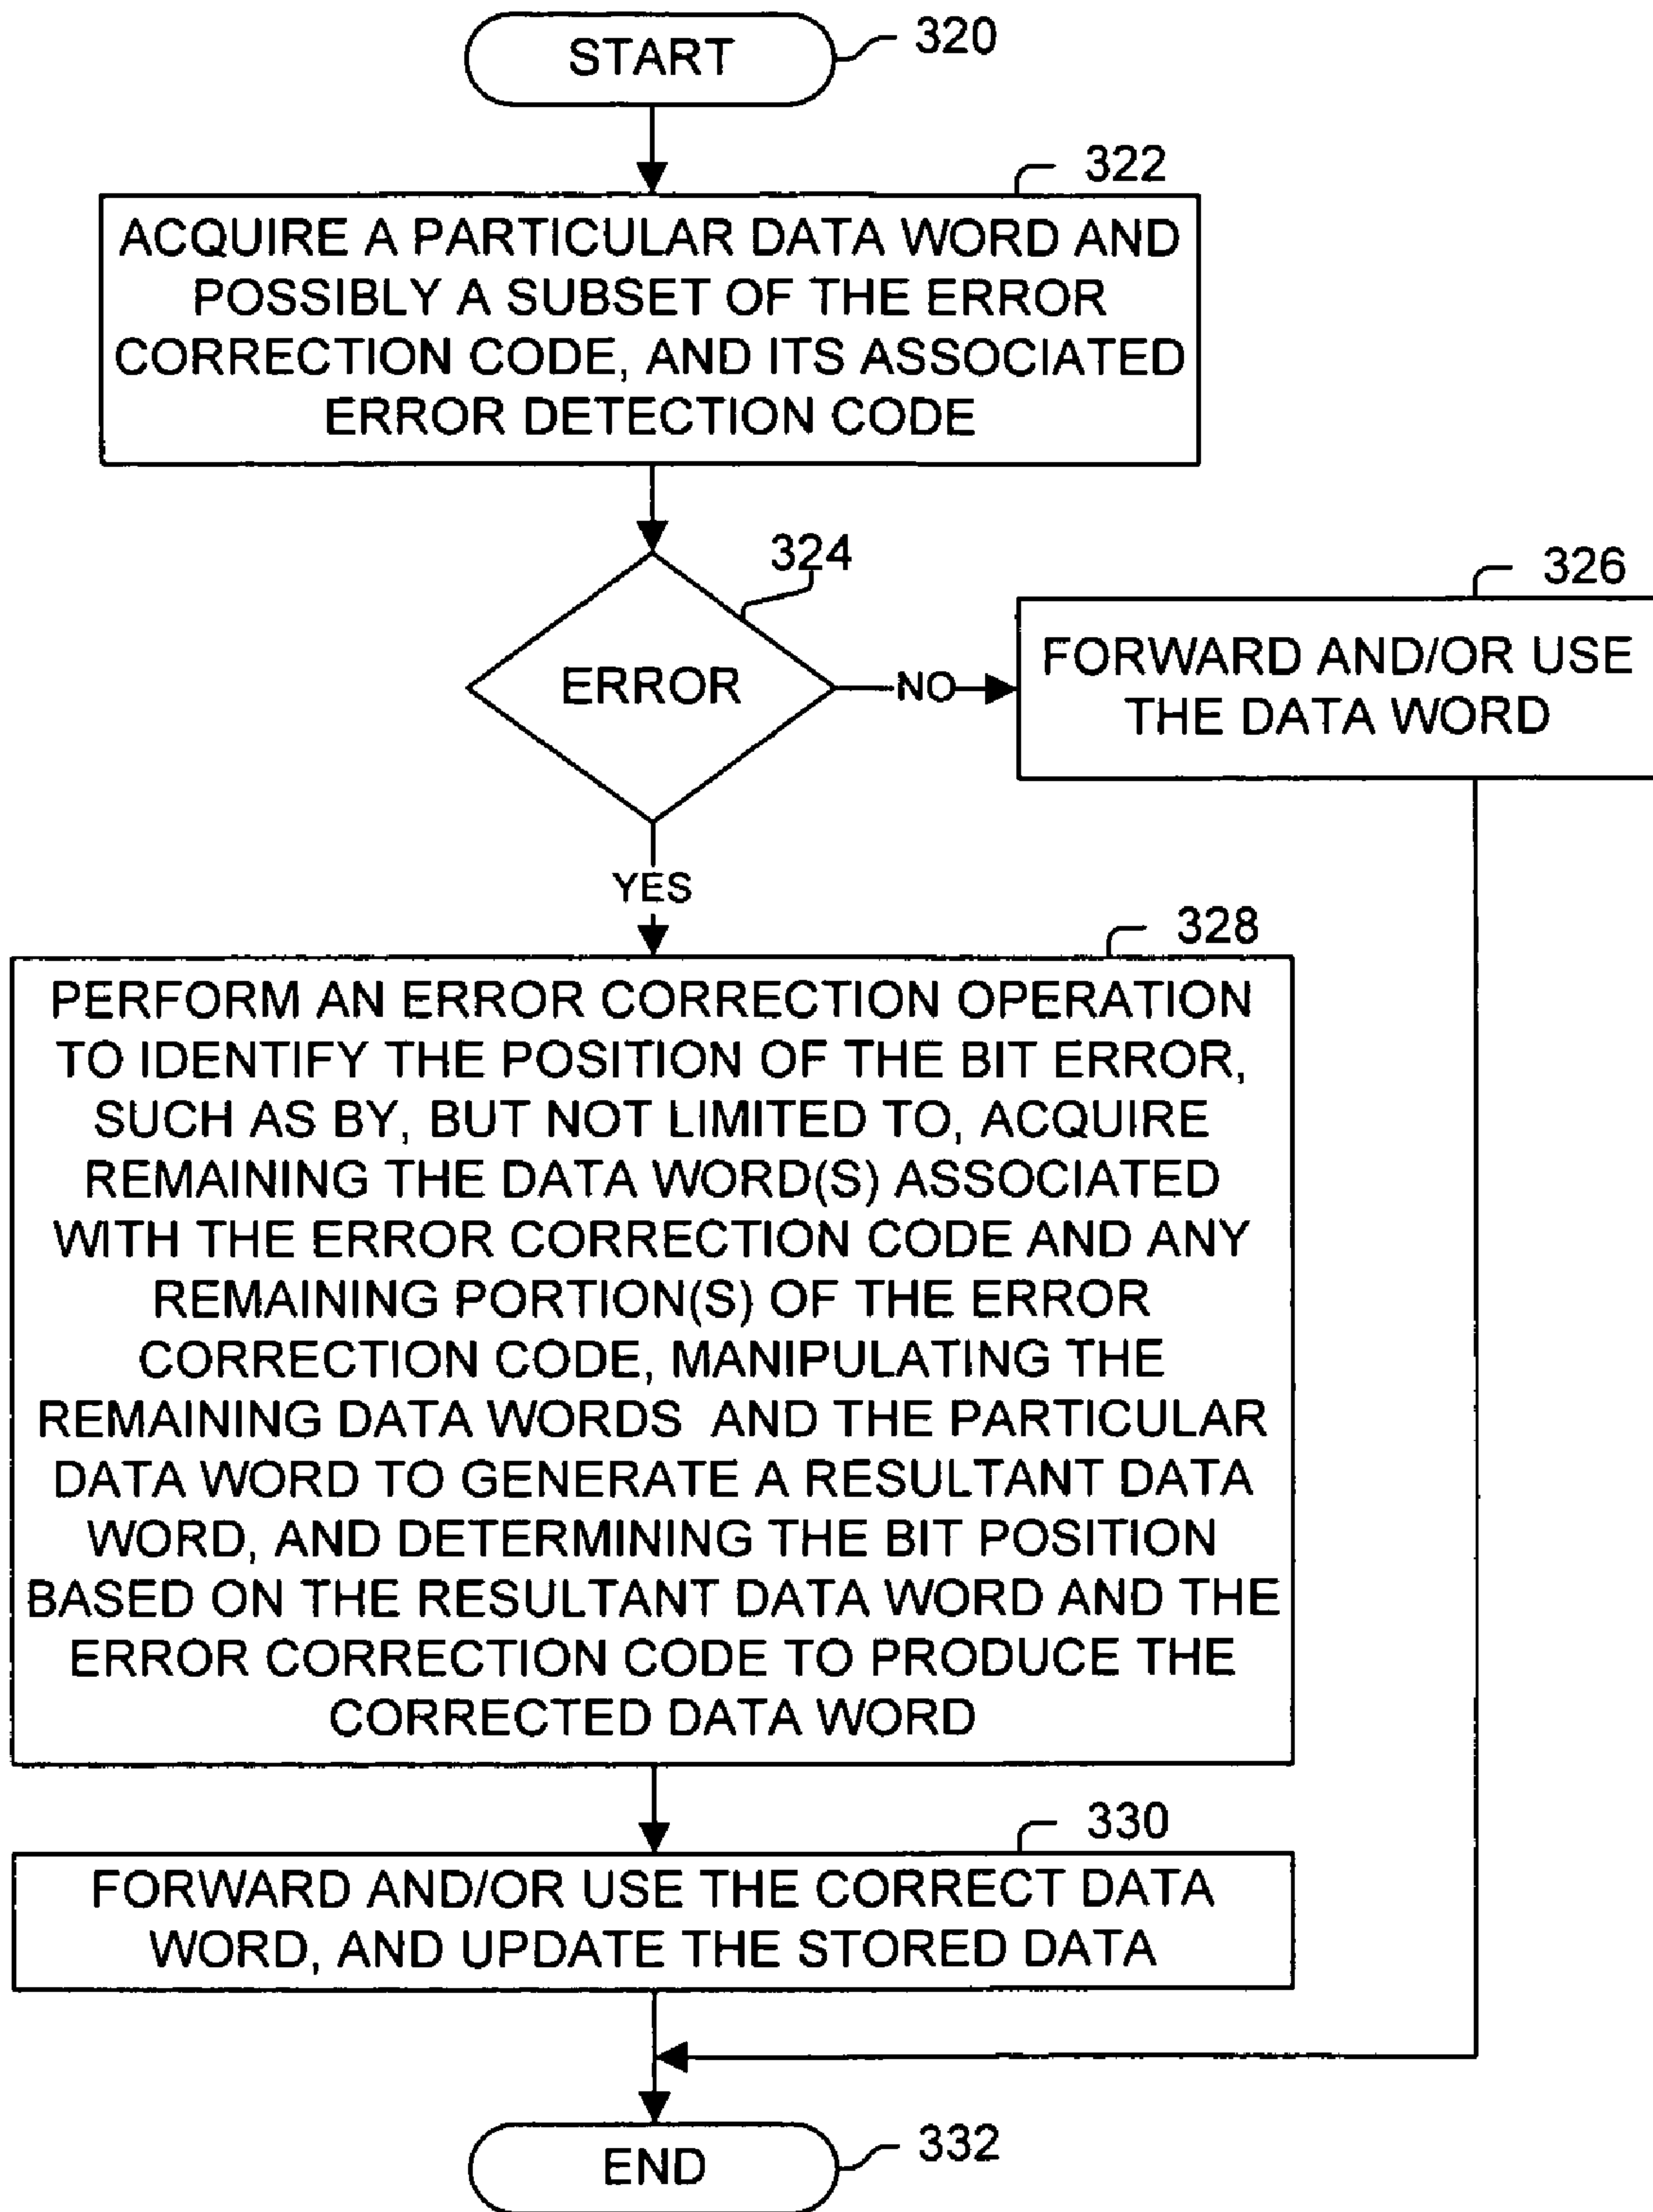 START
320
322
ACQUIRE A PARTICULAR DATA WORD AND
POSSIBLY A SUBSET OF THE ERROR
CORRECTION CODE, AND ITS ASSOCIATED
ERROR DETECTION CODE
324
ERROR
NO
326
FORWARD AND/OR USE
THE DATA WORD
YES
328
PERFORM AN ERROR CORRECTION OPERATION
TO IDENTIFY THE POSITION OF THE BIT ERROR,
SUCH AS BY, BUT NOT LIMITED TO, ACQUIRE
REMAINING THE DATA WORD(S) ASSOCIATED
WITH THE ERROR CORRECTION CODE AND ANY
REMAINING PORTION(S) OF THE ERROR
CORRECTION CODE, MANIPULATING THE
REMAINING DATA WORDS AND THE PARTICULAR
DATA WORD TO GENERATE A RESULTANT DATA
WORD, AND DETERMINING THE BIT POSITION
BASED ON THE RESULTANT DATA WORD AND THE
ERROR CORRECTION CODE TO PRODUCE THE
CORRECTED DATA WORD
330
FORWARD AND/OR USE THE CORRECT DATA
WORD, AND UPDATE THE STORED DATA
END
332